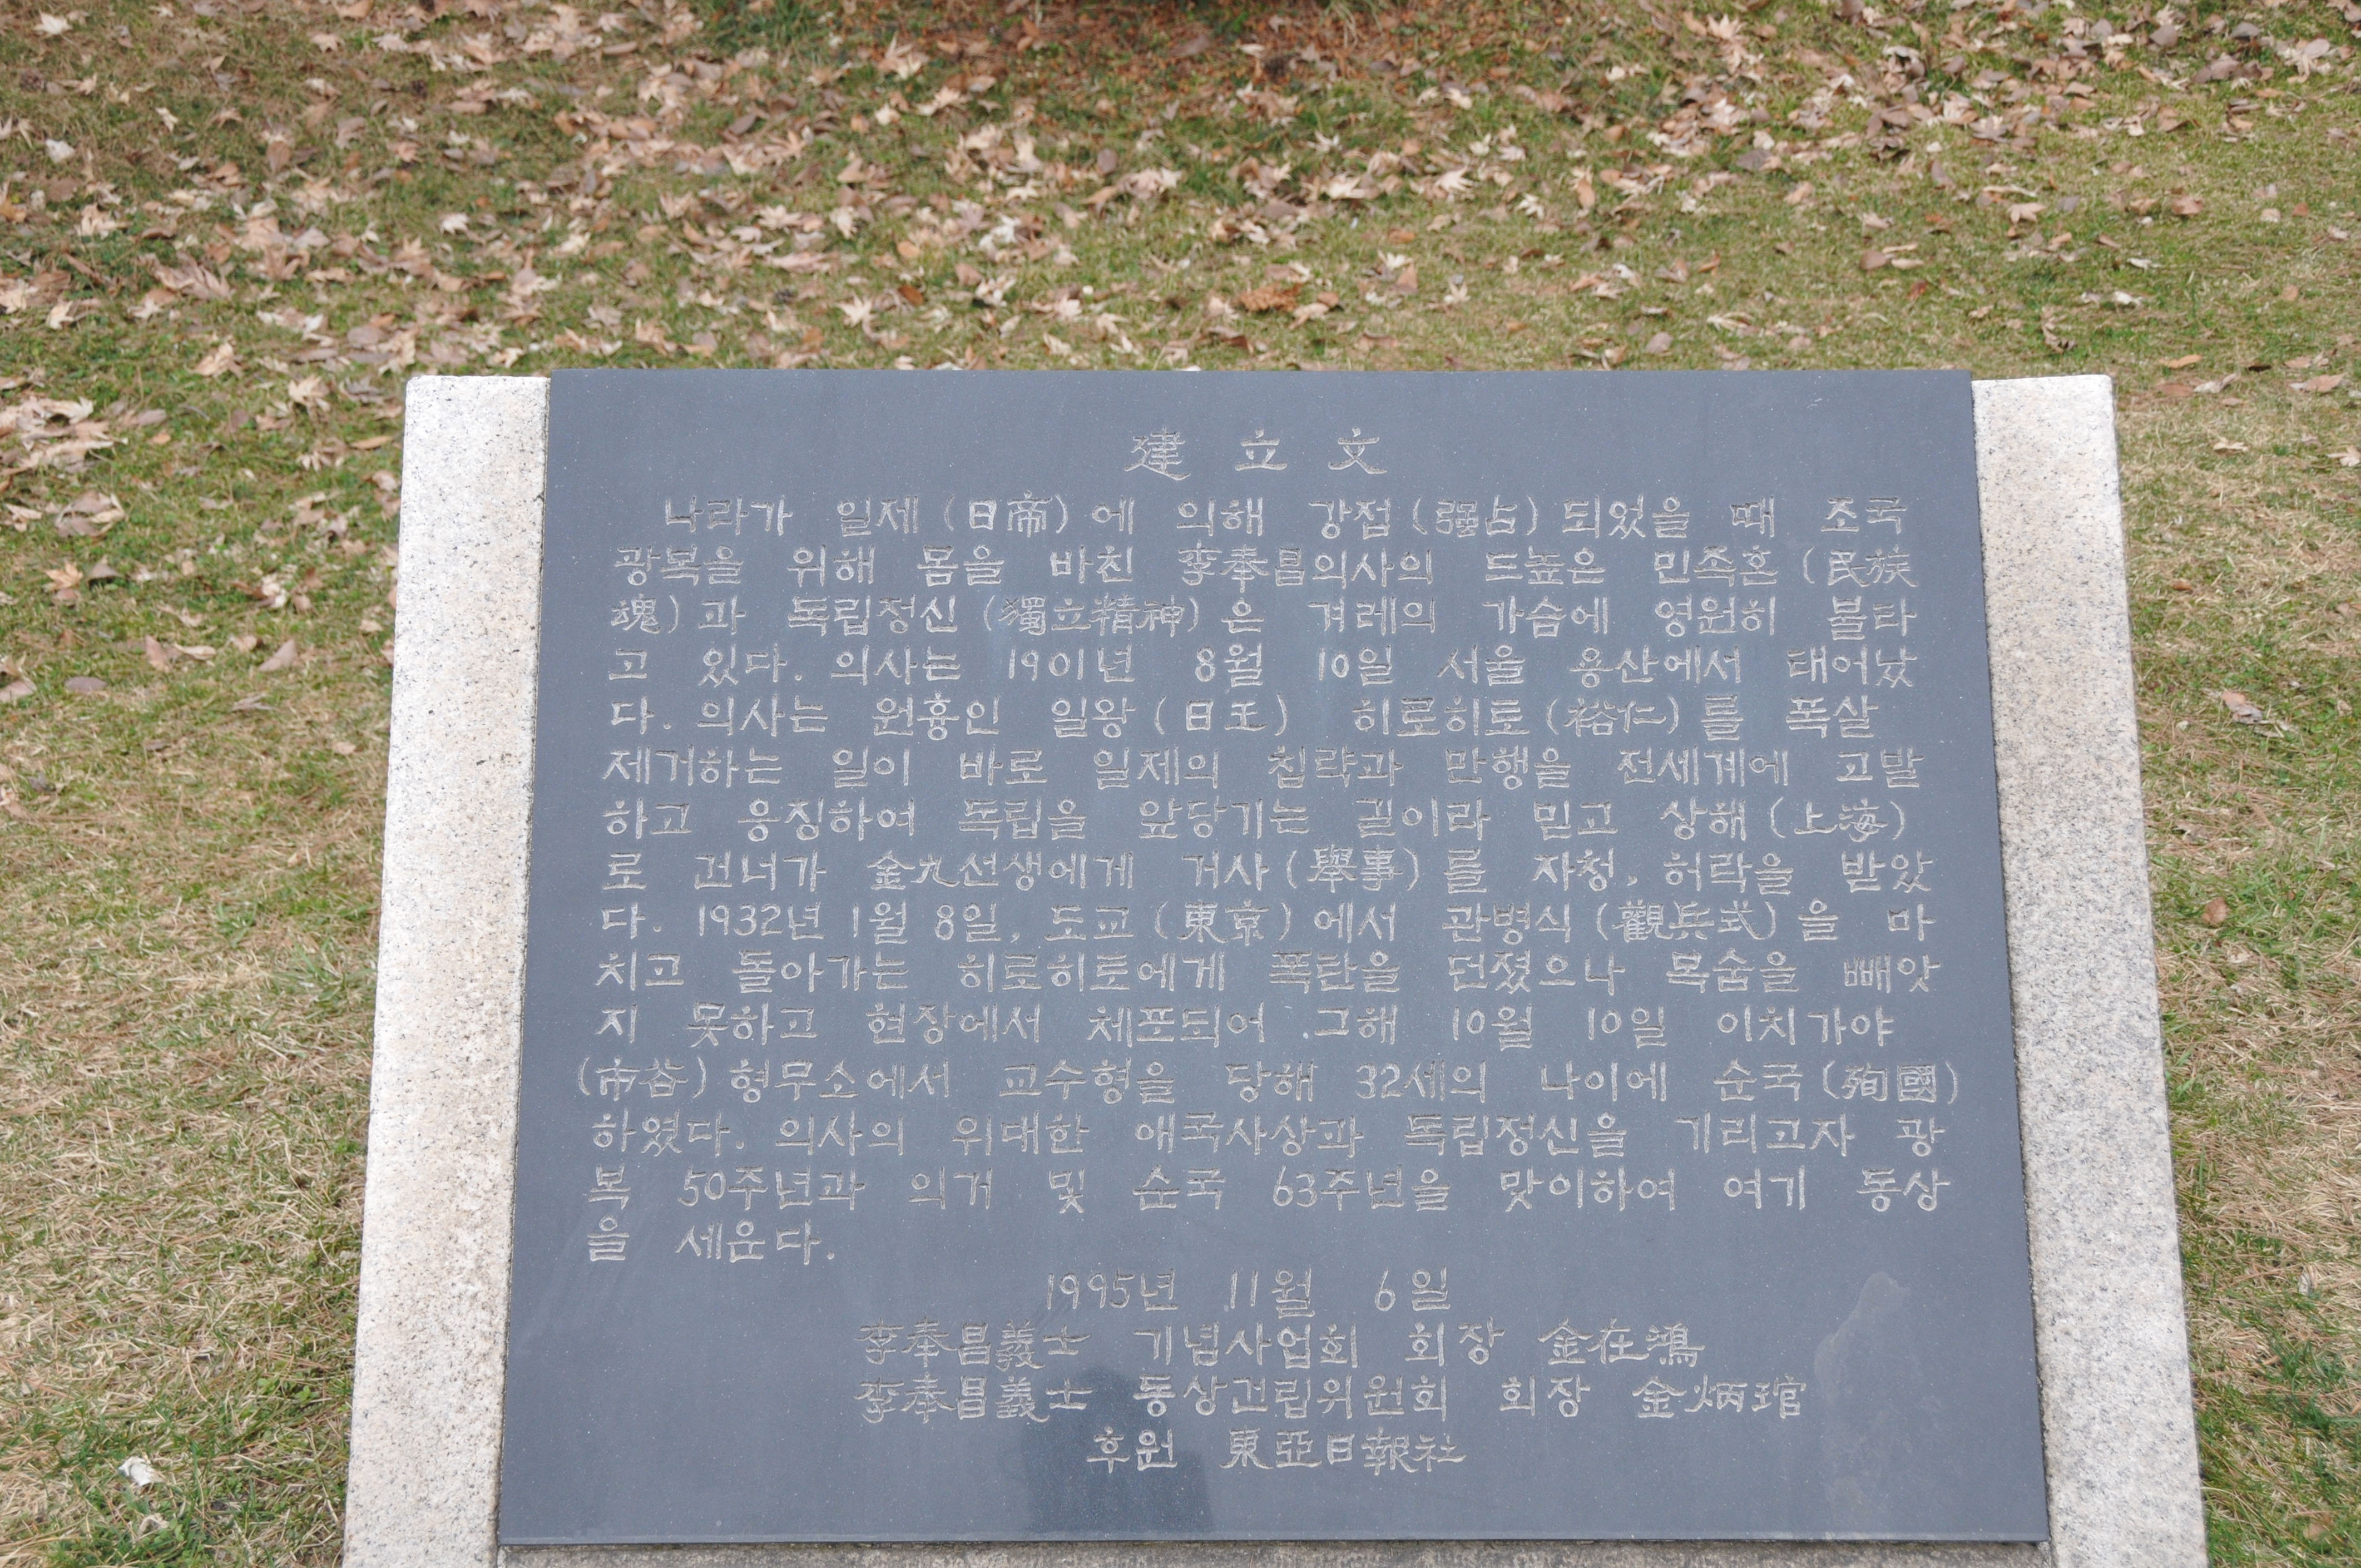 建立文
나라가 일제(日帝)에 의해 강점(强占)되었을 때 조국
광복을 위해 몸을 바친 李奉昌의사의 드높은 민족혼(民族
魂)과 독립정신(獨立精神)은 겨레의 가슴에 영원히 불타
고 있다. 의사는 1901년 8월 10일 서울 용산에서 태어났
다. 의사는 원흉인 일왕(日王) 히로히토(裕仁)를 폭살
제거하는 일이 바로 일제의 침략과 만행을 전세계에 고발
하고 응징하여 독립을 앞당기는 길이라 믿고 상해(上海)
로 건너가 金九선생에게 거사(擧事)를 자청, 허락을 받았
다. 1932년 1월 8일, 도쿄(東京)에서 관병식(觀兵式)을 마
치고 돌아가는 히로히토에게 폭탄을 던졌으나 목숨을 빼앗
지 못하고 현장에서 체포되어 그해 10월 10일 이치가야
(市谷)형무소에서 교수형을 당해 32세의 나이에 순국(殉國)
하였다. 의사의 위대한 애국사상과 독립정신을 기리고자 광
복 50주년과 의거 및 순국 63주년을 맞이하여 여기 동상
을 세운다.
1995년 11월 6일
李奉昌義士 기념사업회 회장 金在鴻
李奉昌義士 동상건립위원회 회장 金炳琯
후원 東亞日報社